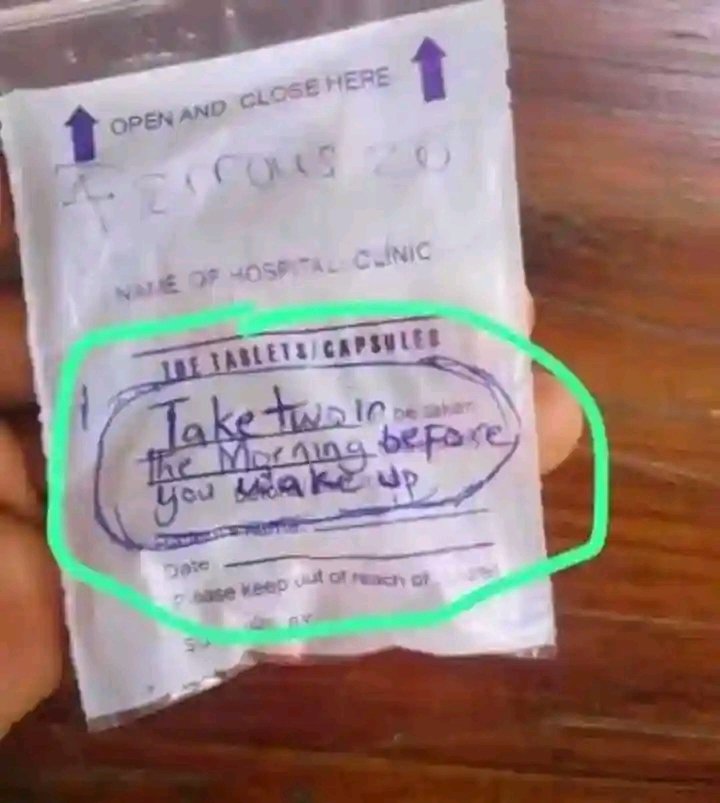 OPEN AND CLOSE HERE
NAME OF HOSPITAL CLINIC
THE TABLETS/CAPSULES
Take two in be taken
the Morning before
you wake up
Date
Please keep out of reach of
BY